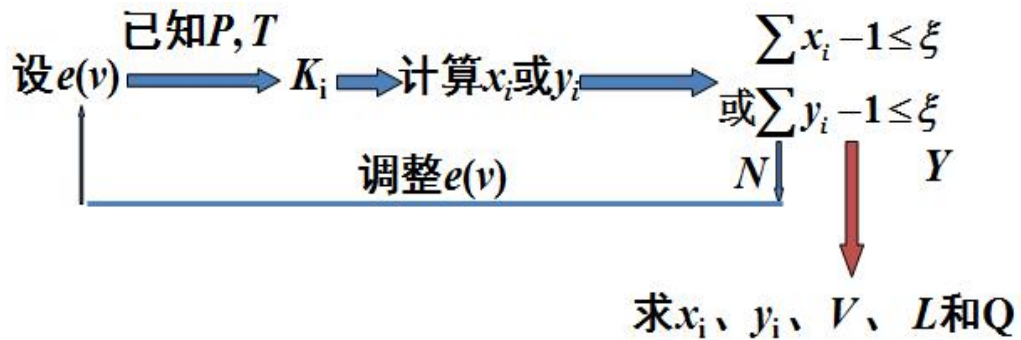 已知P, T
设e(v)
K_i
计算x_i或y_i
∑ x_i −1 ≤ ξ
或∑ y_i −1 ≤ ξ
调整e(v)
N
Y
求x_i、y_i、V、L和Q